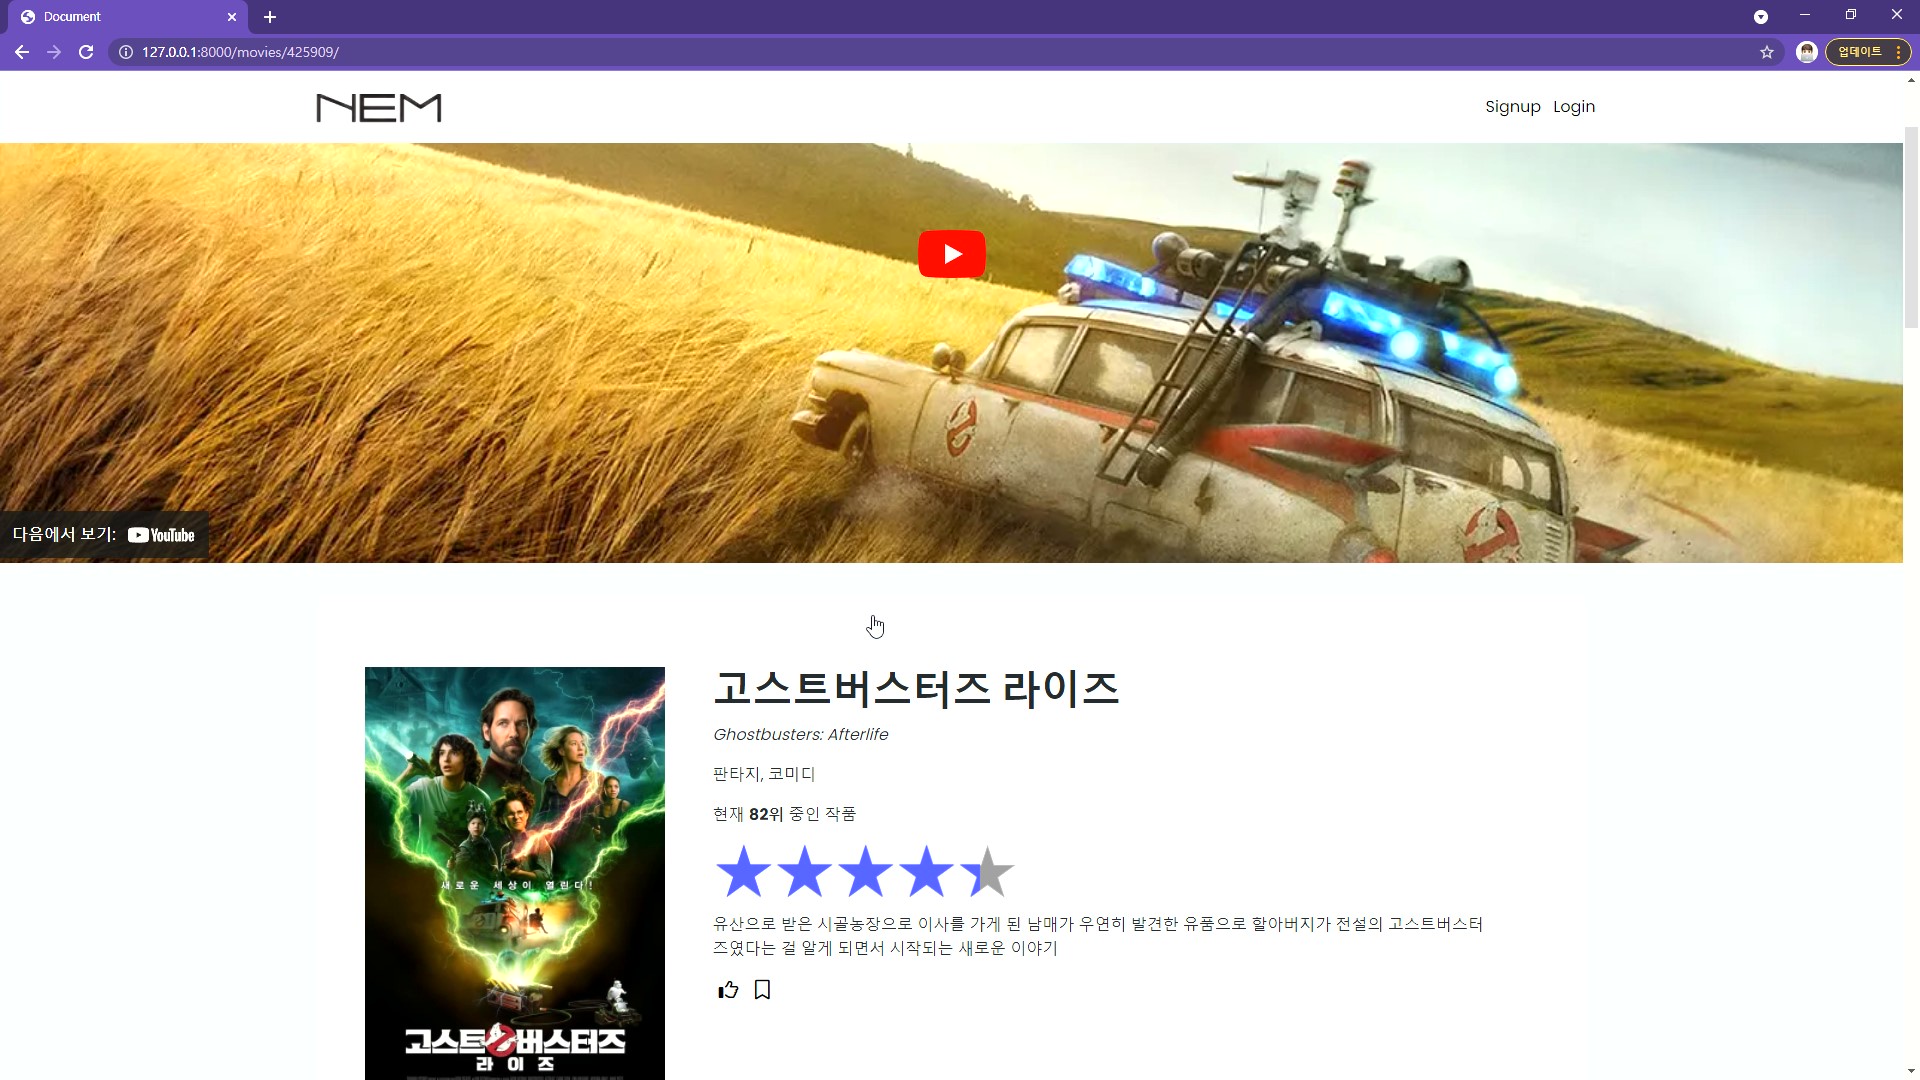 Document
127.0.0.1:8000/movies/425909/
업데이트
NEM
Signup Login
다음에서 보기: YouTube
고스트버스터즈 라이즈
Ghostbusters: Afterlife
판타지, 코미디
현재 82위 중인 작품
유산으로 받은 시골농장으로 이사를 가게 된 남매가 우연히 발견한 유품으로 할아버지가 전설의 고스트버스터
즈였다는 걸 알게 되면서 시작되는 새로운 이야기
새로운 세상이 열린다!
고스트버스터즈
라이즈